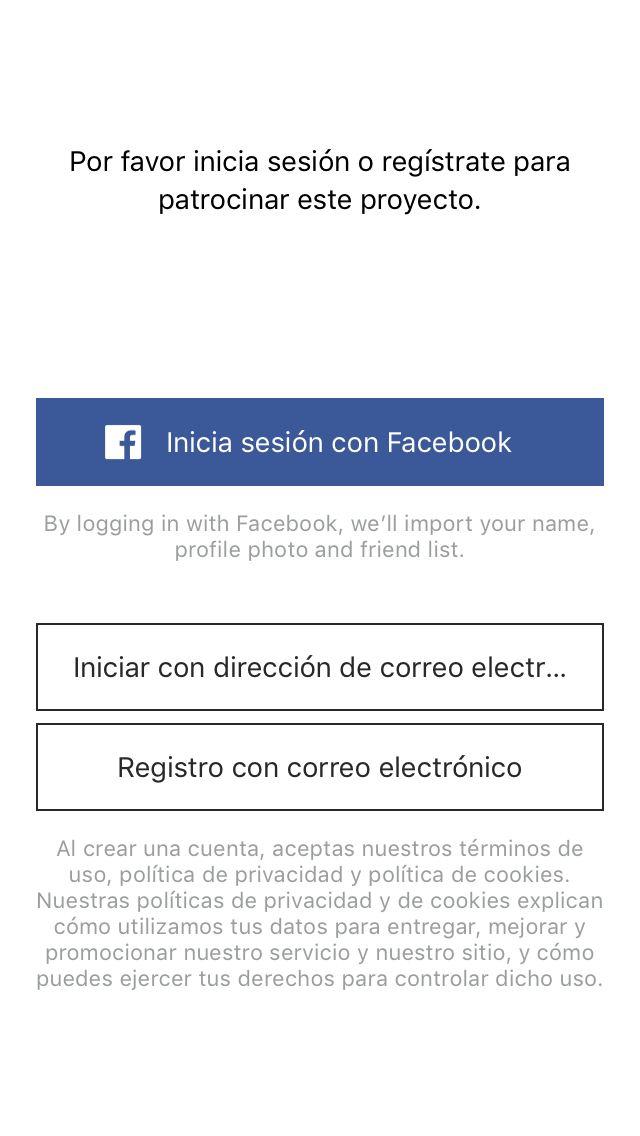 Por favor inicia sesión o regístrate para
patrocinar este proyecto.
Inicia sesión con Facebook
By logging in with Facebook, we’ll import your name,
profile photo and friend list.
Iniciar con dirección de correo electr...
Registro con correo electrónico
Al crear una cuenta, aceptas nuestros términos de
uso, política de privacidad y política de cookies.
Nuestras políticas de privacidad y de cookies explican
cómo utilizamos tus datos para entregar, mejorar y
promocionar nuestro servicio y nuestro sitio, y cómo
puedes ejercer tus derechos para controlar dicho uso.